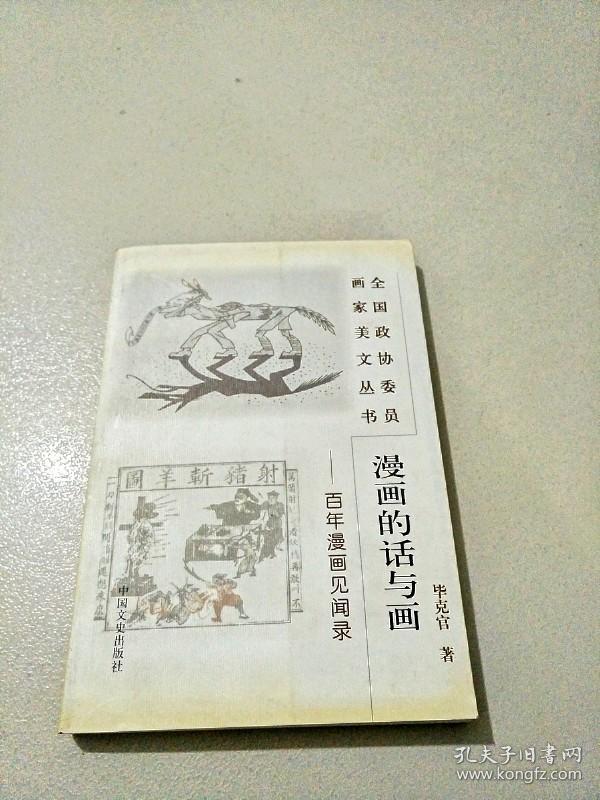 全国政协委员
画家美文丛书
漫画的话与画
——百年漫画见闻录
毕克官 著
射猪斩羊图
中国文史出版社
孔夫子旧书网
www.kongfz.com